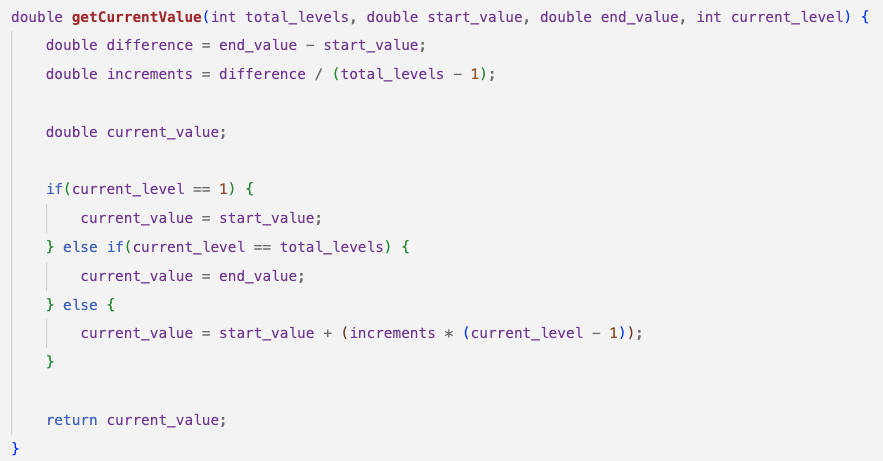 double getCurrentValue(int total_levels, double start_value, double end_value, int current_level) {
    double difference = end_value - start_value;
    double increments = difference / (total_levels - 1);

    double current_value;

    if(current_level == 1) {
        current_value = start_value;
    } else if(current_level == total_levels) {
        current_value = end_value;
    } else {
        current_value = start_value + (increments * (current_level - 1));
    }

    return current_value;
}